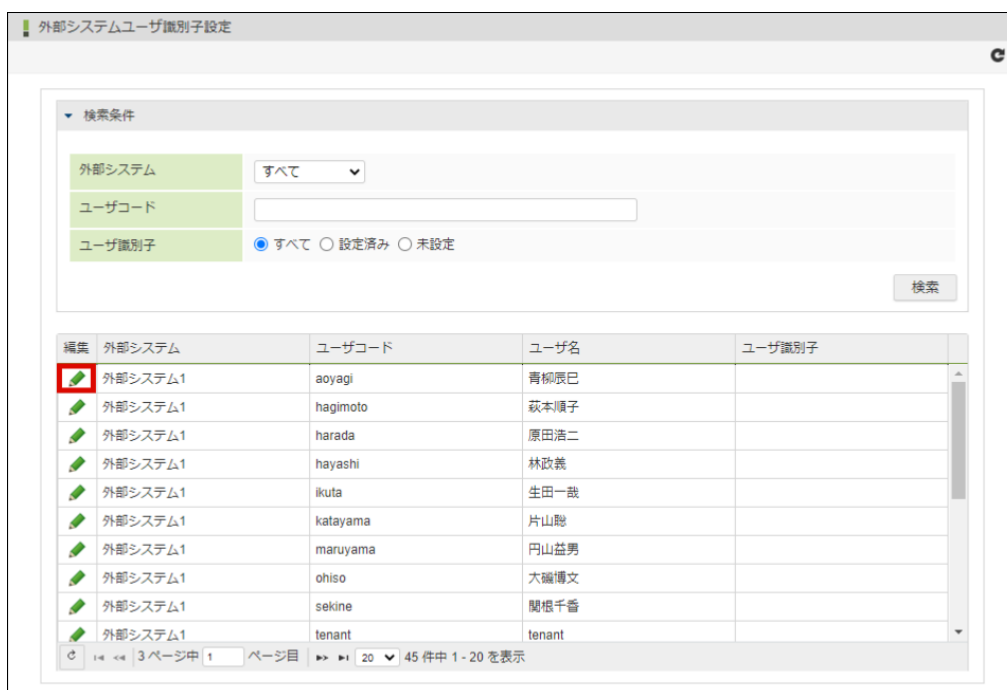 外部システムユーザ識別子設定
検索条件
外部システム すべて
ユーザコード
ユーザ識別子 すべて 設定済み 未設定
検索
編集 外部システム ユーザコード ユーザ名 ユーザ識別子
外部システム1 aoyagi 青柳辰巳
外部システム1 hagimoto 萩本順子
外部システム1 harada 原田浩二
外部システム1 hayashi 林政義
外部システム1 ikuta 生田一哉
外部システム1 katayama 片山聡
外部システム1 maruyama 円山益男
外部システム1 ohiso 大磯博文
外部システム1 sekine 関根千香
外部システム1 tenant tenant
3 ページ中 1 ページ目 20 45 件中 1 - 20 を表示